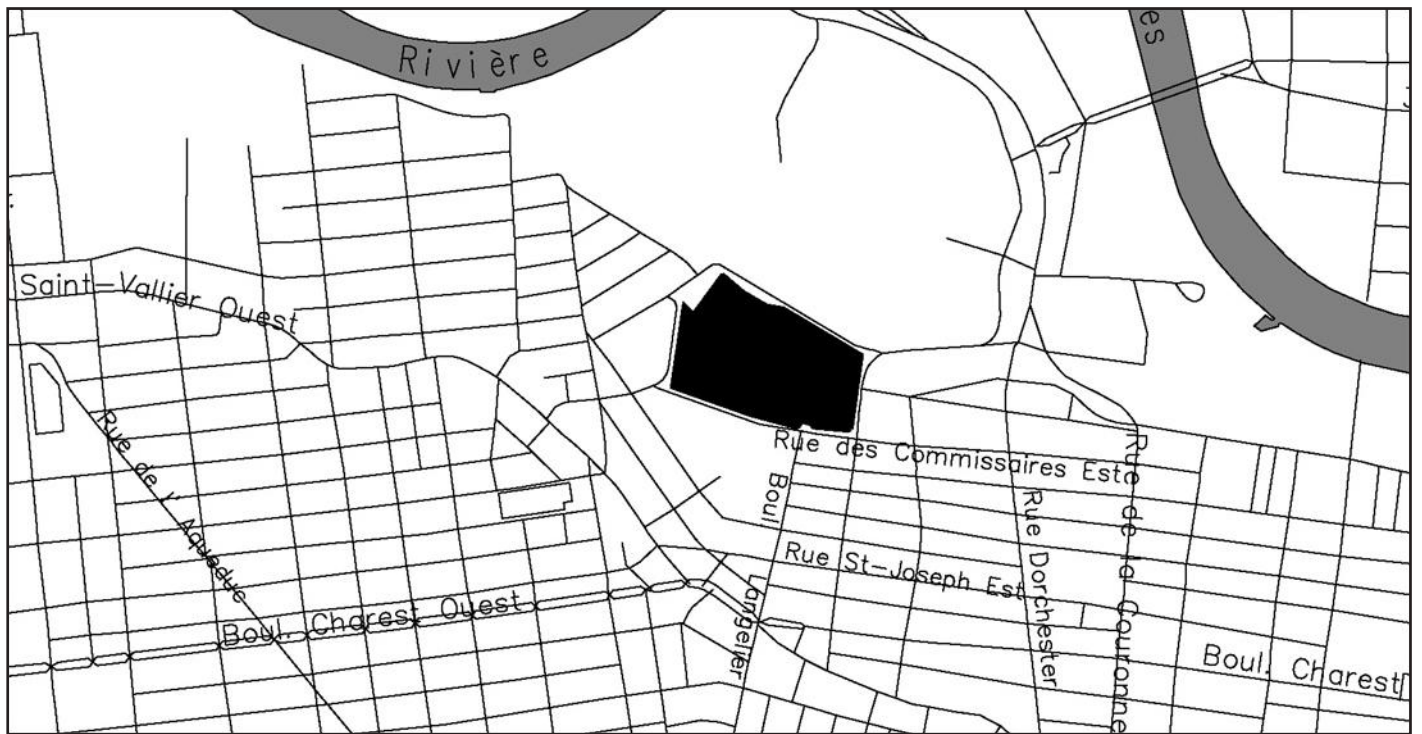 Rivière
es
Saint-Vallier Ouest
Rue de l' Aqueduc
Rue des Commissaires Este
Boul
Langelier
Rue St-Joseph Est
Rue Dorchester
Rue de la Couronne
Boul. Charest Ouest
Boul. Charest